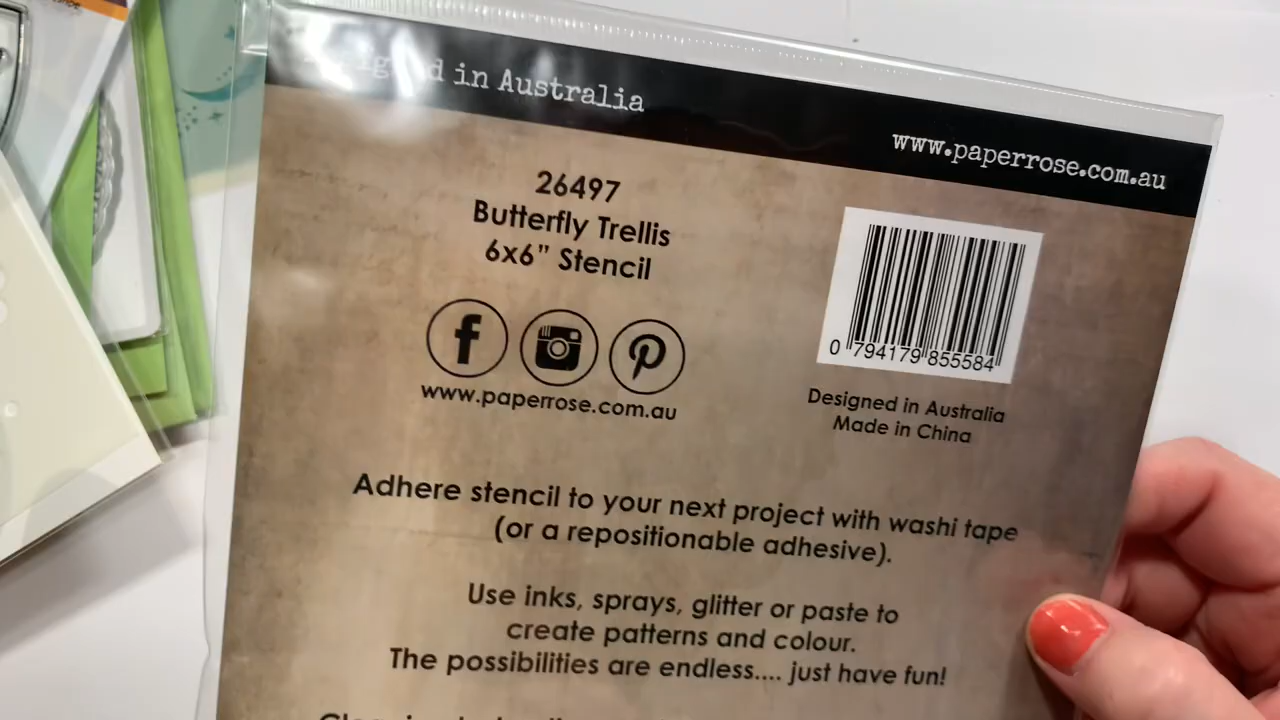 in Australia
www.paperrose.com.au
26497
Butterfly Trellis
6x6” Stencil
www.paperrose.com.au
0 794179 855584
Designed in Australia
Made in China
Adhere stencil to your next project with washi tape
(or a repositionable adhesive).
Use inks, sprays, glitter or paste to
create patterns and colour.
The possibilities are endless.... just have fun!